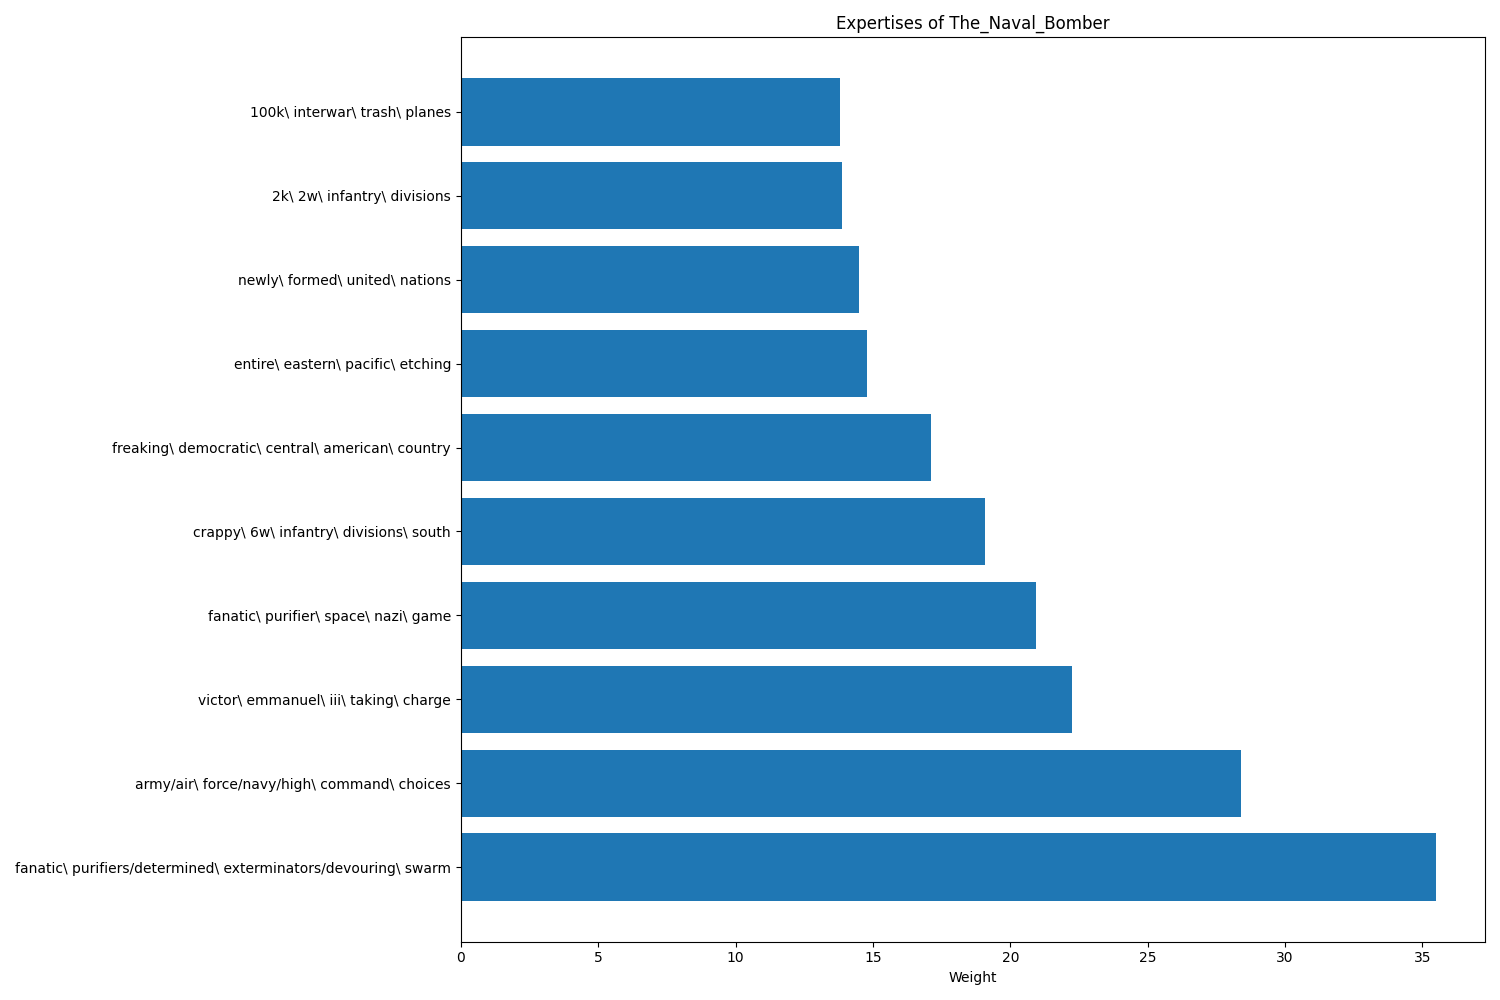 Expertises of The_Naval_Bomber
100k\ interwar\ trash\ planes
2k\ 2w\ infantry\ divisions
newly\ formed\ united\ nations
entire\ eastern\ pacific\ etching
freaking\ democratic\ central\ american\ country
crappy\ 6w\ infantry\ divisions\ south
fanatic\ purifier\ space\ nazi\ game
victor\ emmanuel\ iii\ taking\ charge
army/air\ force/navy/high\ command\ choices
fanatic\ purifiers/determined\ exterminators/devouring\ swarm
0 5 10 15 20 25 30 35
Weight